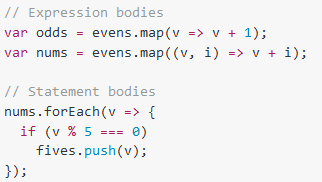 // Expression bodies
var odds = evens.map(v => v + 1);
var nums = evens.map((v, i) => v + i);

// Statement bodies
nums.forEach(v => {
  if (v % 5 === 0)
    fives.push(v);
});